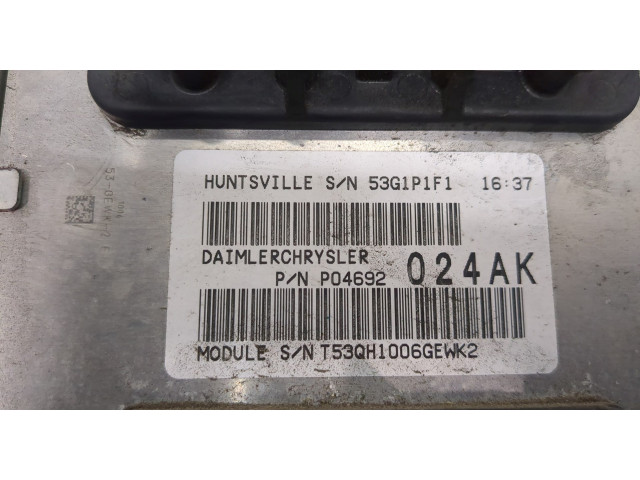 HUNTSVILLE S/N 53G1P1F1 16:37
DAIMLERCHRYSLER
P/N P04692 024AK
MODULE S/N T53QH1006GEWK2